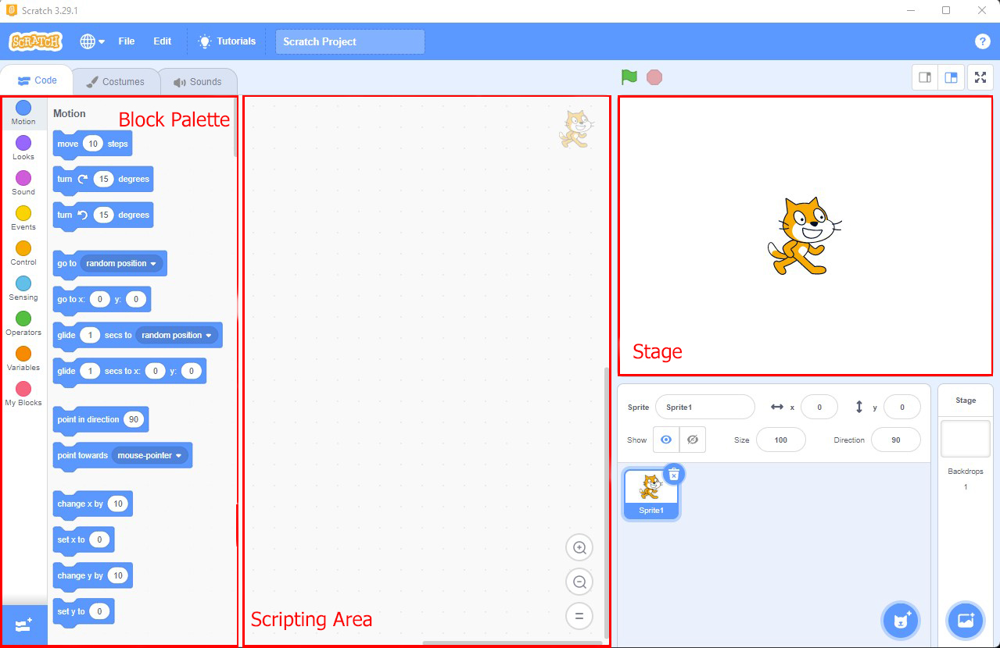 Scratch 3.29.1
SCRATCH
File
Edit
Tutorials
Scratch Project
?
Code
Costumes
Sounds
Motion
Looks
Sound
Events
Control
Sensing
Operators
Variables
My Blocks
Motion
Block Palette
move 10 steps
turn 15 degrees
turn 15 degrees
go to random position
go to x: 0 y: 0
glide 1 secs to random position
glide 1 secs to x: 0 y: 0
point in direction 90
point towards mouse-pointer
change x by 10
set x to 0
change y by 10
set y to 0
Scripting Area
Stage
Sprite Sprite1 x 0 y 0
Show Size 100 Direction 90
Sprite1
Stage
Backdrops
1